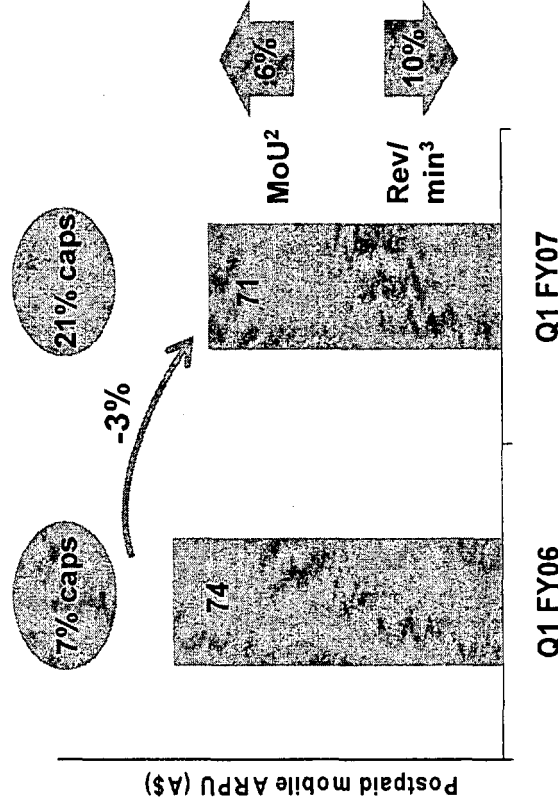 7% caps
21% caps
-3%
74
71
MoU²
6%
Rev/
min³
10%
Postpaid mobile ARPU (A$)
Q1 FY06
Q1 FY07